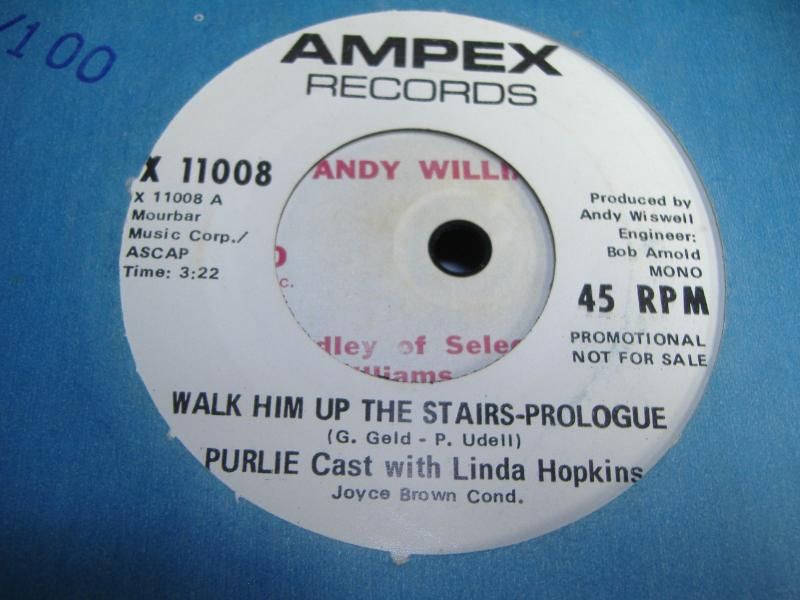 /100
AMPEX
RECORDS
X 11008
X 11008 A
Mourbar
Music Corp./
ASCAP
Time: 3:22
ANDY WILLI
C.
dley of Selec
illiams
Produced by
Andy Wiswell
Engineer:
Bob Arnold
MONO
45 RPM
PROMOTIONAL
NOT FOR SALE
WALK HIM UP THE STAIRS-PROLOGUE
(G. Geld - P. Udell)
PURLIE Cast with Linda Hopkins
Joyce Brown Cond.